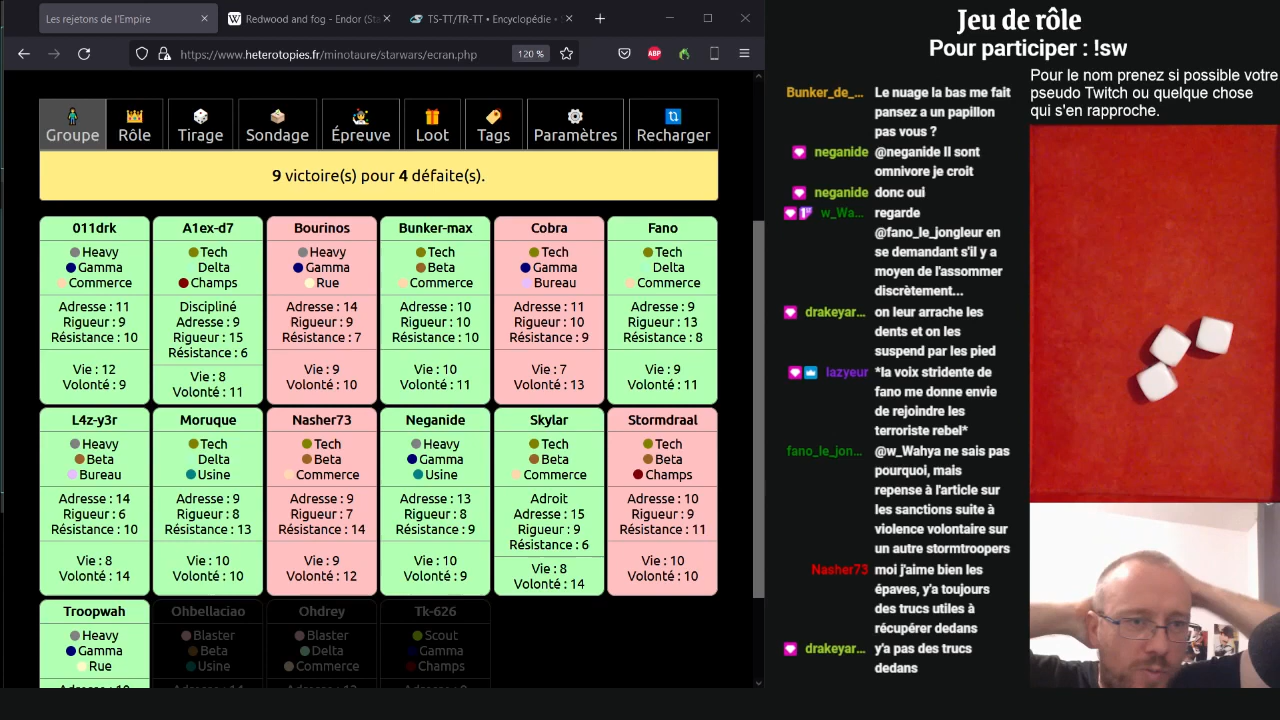 Les rejetons de l'Empire
Redwood and fog - Endor (St
TS-TT/TR-TT • Encyclopédie •
https://www.heterotopies.fr/minotaure/starwars/ecran.php
120 %
ABP
Groupe
Rôle
Tirage
Sondage
Épreuve
Loot
Tags
Paramètres
Recharger
9 victoire(s) pour 4 défaite(s).
011drk
Heavy
Gamma
Commerce
Adresse : 11
Rigueur : 9
Résistance : 10
Vie : 12
Volonté : 9
A1ex-d7
Tech
Delta
Champs
Discipliné
Adresse : 9
Rigueur : 15
Résistance : 6
Vie : 8
Volonté : 11
Bourinos
Heavy
Gamma
Rue
Adresse : 14
Rigueur : 9
Résistance : 7
Vie : 9
Volonté : 10
Bunker-max
Tech
Beta
Commerce
Adresse : 10
Rigueur : 10
Résistance : 10
Vie : 10
Volonté : 11
Cobra
Tech
Gamma
Bureau
Adresse : 11
Rigueur : 10
Résistance : 9
Vie : 7
Volonté : 13
Fano
Tech
Delta
Commerce
Adresse : 9
Rigueur : 13
Résistance : 8
Vie : 9
Volonté : 11
L4z-y3r
Heavy
Beta
Bureau
Adresse : 14
Rigueur : 6
Résistance : 10
Vie : 8
Volonté : 14
Moruque
Tech
Delta
Usine
Adresse : 9
Rigueur : 8
Résistance : 13
Vie : 10
Volonté : 10
Nasher73
Tech
Beta
Commerce
Adresse : 9
Rigueur : 7
Résistance : 14
Vie : 9
Volonté : 12
Neganide
Heavy
Gamma
Usine
Adresse : 13
Rigueur : 8
Résistance : 9
Vie : 10
Volonté : 9
Skylar
Tech
Beta
Commerce
Adroit
Adresse : 15
Rigueur : 9
Résistance : 6
Vie : 8
Volonté : 14
Stormdraal
Tech
Beta
Champs
Adresse : 10
Rigueur : 9
Résistance : 11
Vie : 10
Volonté : 10
Troopwah
Heavy
Gamma
Rue
Ohbellaciao
Blaster
Beta
Usine
Ohdrey
Blaster
Delta
Commerce
Tk-626
Scout
Gamma
Champs
Jeu de rôle
Pour participer : !sw
Pour le nom prenez si possible votre
pseudo Twitch ou quelque chose
qui s'en rapproche.
Bunker_de_... Le nuage la bas me fait
pansez a un papillon
pas vous ?
neganide @neganide Il sont
omnivore je croit
neganide donc oui
w_Wa... regarde
@fano_le_jongleur en
se demandant s'il y a
moyen de l'assommer
discrètement...
drakeyar... on leur arrache les
dents et on les
suspend par les pied
lazyeur *la voix stridente de
fano me donne envie
de rejoindre les
terroriste rebel*
fano_le_jon... @w_Wahya ne sais pas
pourquoi, mais
repense à l'article sur
les sanctions suite à
violence volontaire sur
un autre stormtroopers
Nasher73 moi j'aime bien les
épaves, y'a toujours
des trucs utiles à
récupérer dedans
drakeyar... y'a pas des trucs
dedans